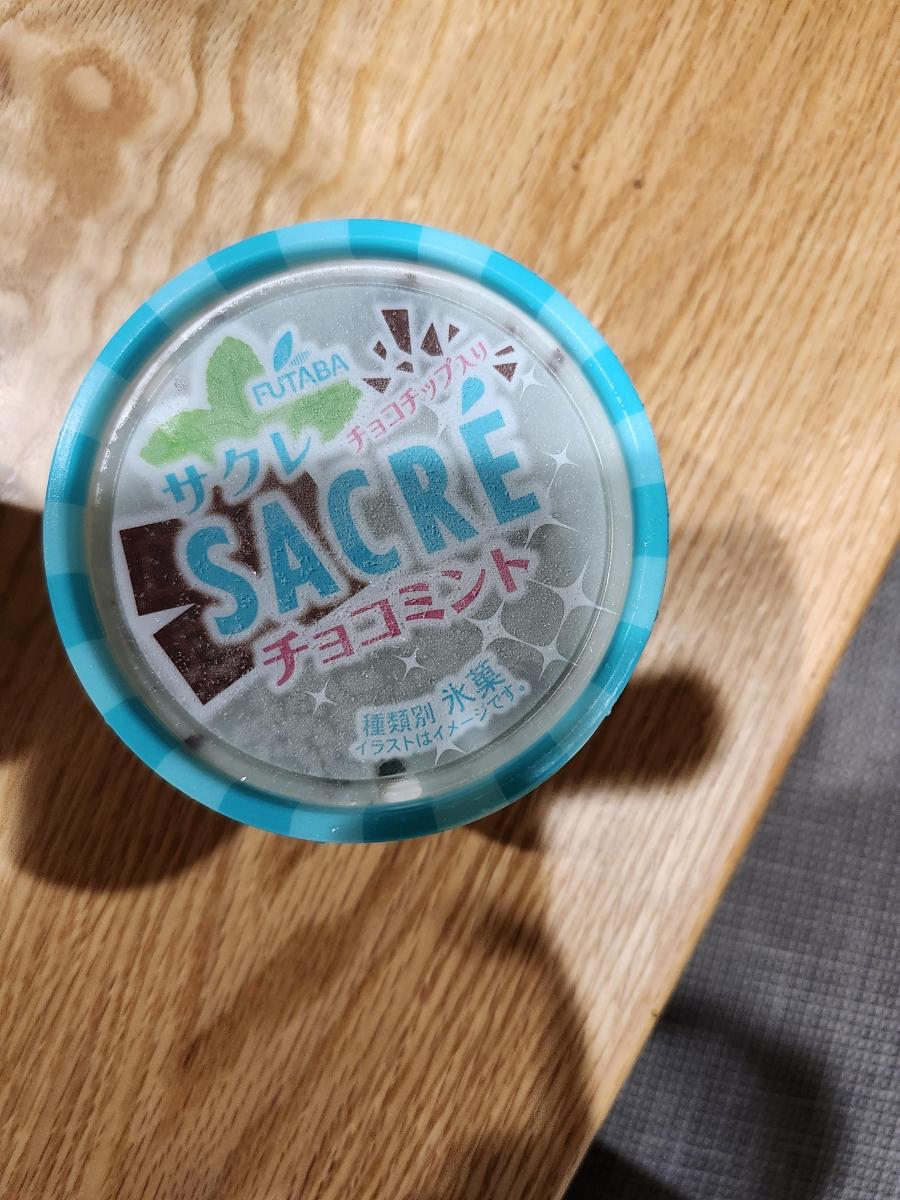 FUTABA
チョコチップ入り
サクレ
SACRÉ
チョコミント
種類別 氷菓
イラストはイメージです。